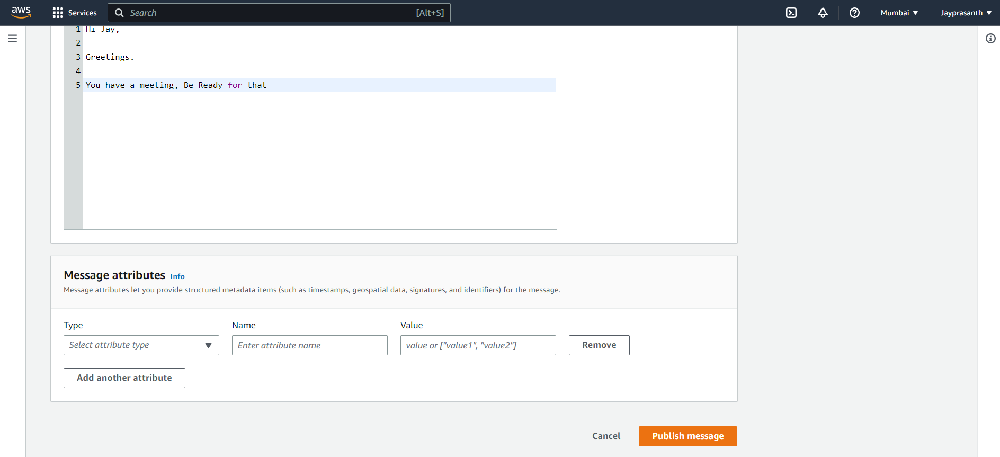 aws Services Search [Alt+S] Mumbai Jayprasanth
1 Hi Jay,
2
3 Greetings.
4
5 You have a meeting, Be Ready for that
Message attributes Info
Message attributes let you provide structured metadata items (such as timestamps, geospatial data, signatures, and identifiers) for the message.
Type Name Value
Select attribute type Enter attribute name value or ["value1", "value2"] Remove
Add another attribute
Cancel Publish message